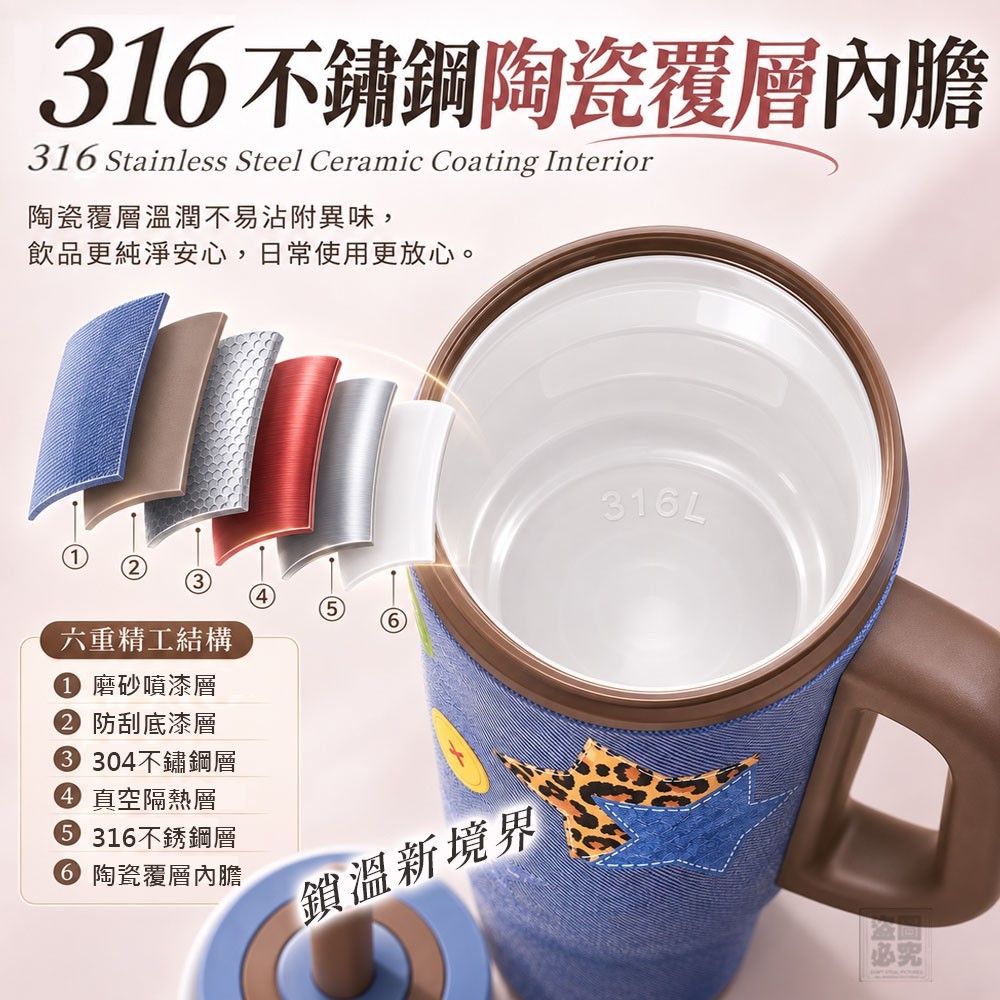 316不鏽鋼陶瓷覆層內膽
316 Stainless Steel Ceramic Coating Interior
陶瓷覆層溫潤不易沾附異味，
飲品更純淨安心，日常使用更放心。
316L
①
②
③
④
⑤
⑥
六重精工結構
1 磨砂噴漆層
2 防刮底漆層
3 304不鏽鋼層
4 真空隔熱層
5 316不銹鋼層
6 陶瓷覆層內膽
鎖溫新境界
盜圖
必究